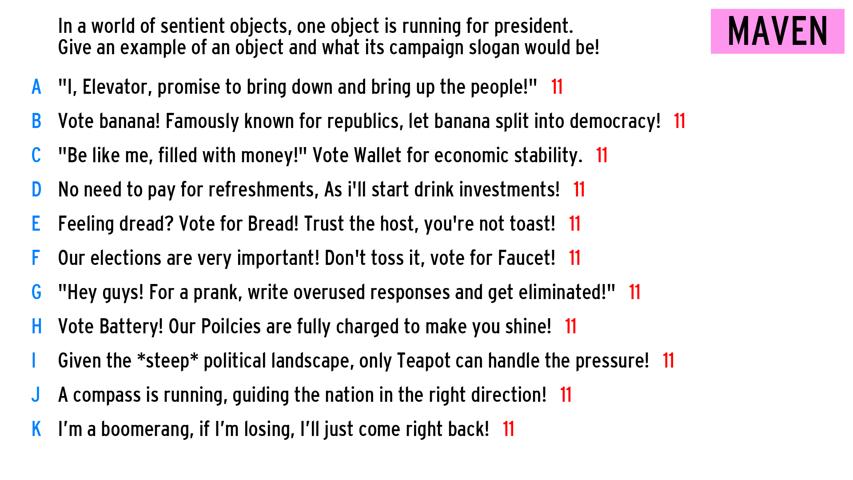 In a world of sentient objects, one object is running for president.
Give an example of an object and what its campaign slogan would be!
MAVEN
A "I, Elevator, promise to bring down and bring up the people!" 11
B Vote banana! Famously known for republics, let banana split into democracy! 11
C "Be like me, filled with money!" Vote Wallet for economic stability. 11
D No need to pay for refreshments, As i'll start drink investments! 11
E Feeling dread? Vote for Bread! Trust the host, you're not toast! 11
F Our elections are very important! Don't toss it, vote for Faucet! 11
G "Hey guys! For a prank, write overused responses and get eliminated!" 11
H Vote Battery! Our Poilcies are fully charged to make you shine! 11
I Given the *steep* political landscape, only Teapot can handle the pressure! 11
J A compass is running, guiding the nation in the right direction! 11
K I'm a boomerang, if I'm losing, I'll just come right back! 11